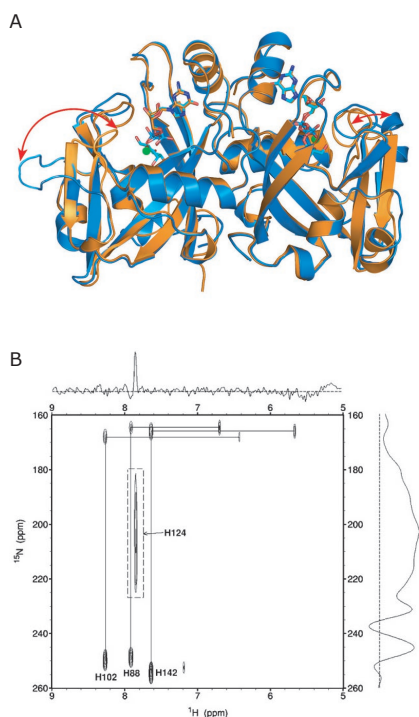 A
B
9 8 7 6 5
160 160
180 180
200 200
220 220
240 240
260 260
H124
H102 H88 H142
9 8 7 6 5
¹⁵N (ppm)
¹H (ppm)